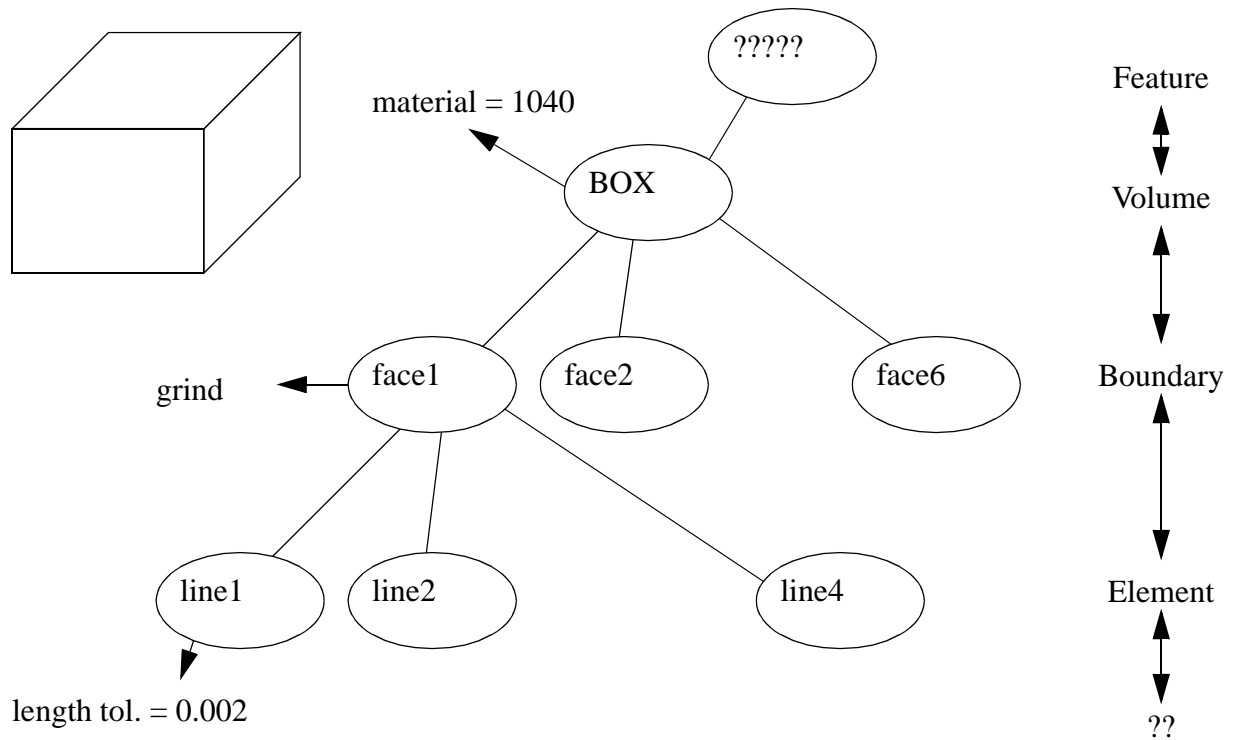 ?????
Feature
material = 1040
BOX
Volume
face1
face2
face6
Boundary
grind
line1
line2
line4
Element
length tol. = 0.002
??